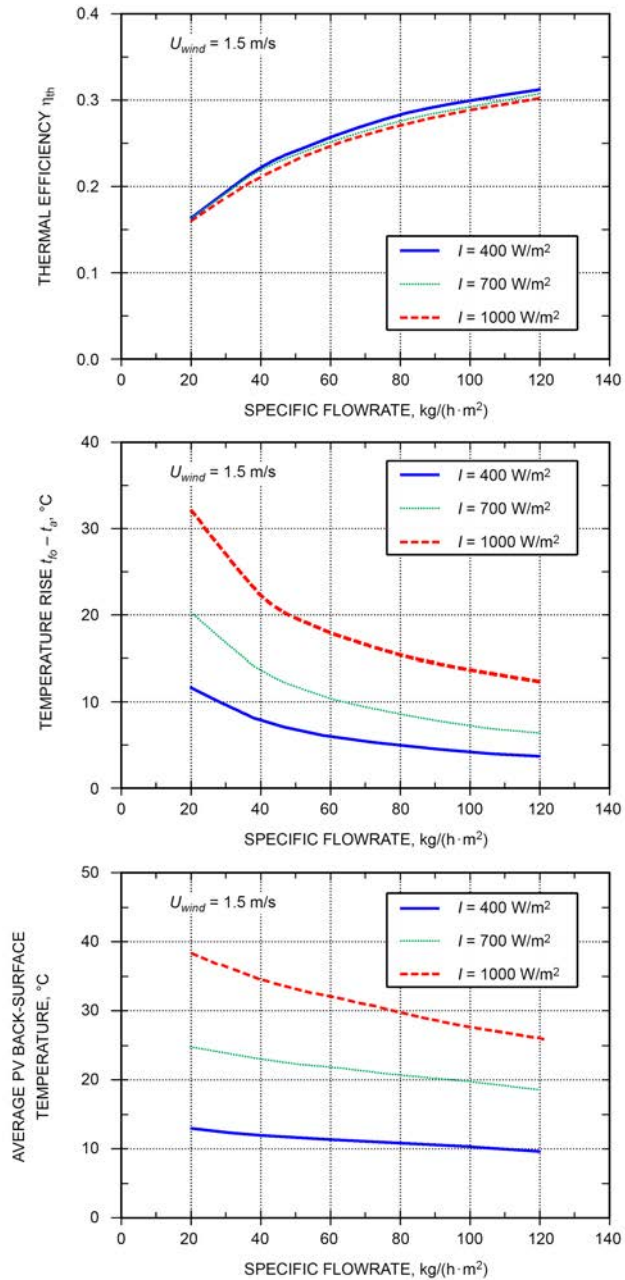 0.4
U_wind = 1.5 m/s
0.3
THERMAL EFFICIENCY η_th
0.2
I = 400 W/m²
0.1
I = 700 W/m²
I = 1000 W/m²
0.0
0 20 40 60 80 100 120 140
SPECIFIC FLOWRATE, kg/(h·m²)
40
U_wind = 1.5 m/s
I = 400 W/m²
I = 700 W/m²
30
I = 1000 W/m²
TEMPERATURE RISE t_fo – t_a, °C
20
10
0
0 20 40 60 80 100 120 140
SPECIFIC FLOWRATE, kg/(h·m²)
50
U_wind = 1.5 m/s
I = 400 W/m²
I = 700 W/m²
40
I = 1000 W/m²
AVERAGE PV BACK-SURFACE
TEMPERATURE, °C
30
20
10
0
0 20 40 60 80 100 120 140
SPECIFIC FLOWRATE, kg/(h·m²)